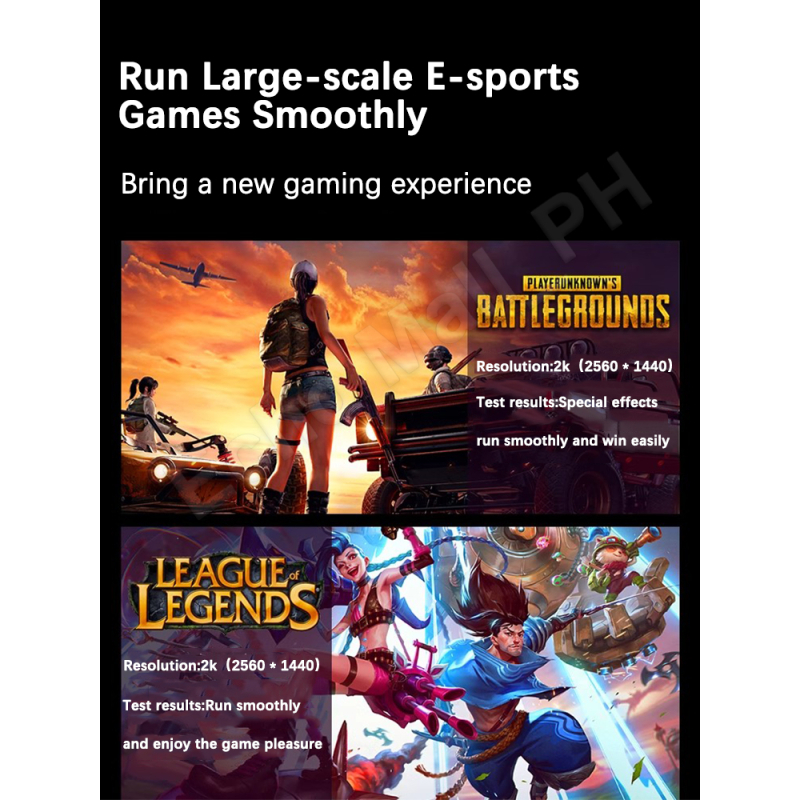 Run Large-scale E-sports
Games Smoothly
Bring a new gaming experience
PLAYERUNKNOWN'S
BATTLEGROUNDS
Resolution:2k（2560 * 1440）
Test results:Special effects
run smoothly and win easily
LEAGUE of
LEGENDS
Resolution:2k（2560 * 1440）
Test results:Run smoothly
and enjoy the game pleasure
Mall PH